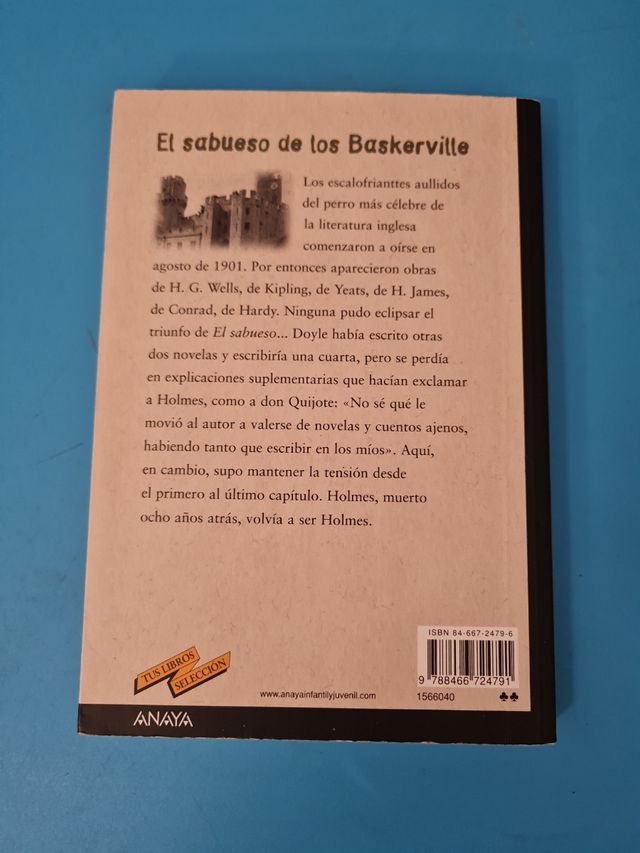 El sabueso de los Baskerville
Los escalofrianttes aullidos
del perro más célebre de
la literatura inglesa
comenzaron a oírse en
agosto de 1901. Por entonces aparecieron obras
de H. G. Wells, de Kipling, de Yeats, de H. James,
de Conrad, de Hardy. Ninguna pudo eclipsar el
triunfo de El sabueso... Doyle había escrito otras
dos novelas y escribiría una cuarta, pero se perdía
en explicaciones suplementarias que hacían exclamar
a Holmes, como a don Quijote: «No sé qué le
movió al autor a valerse de novelas y cuentos ajenos,
habiendo tanto que escribir en los míos». Aquí,
en cambio, supo mantener la tensión desde
el primero al último capítulo. Holmes, muerto
ocho años atrás, volvía a ser Holmes.
ISBN 84-667-2479-6
9 788466 724791
1566040
TUS LIBROS
SELECCIÓN
www.anayainfantilyjuvenil.com
ANAYA